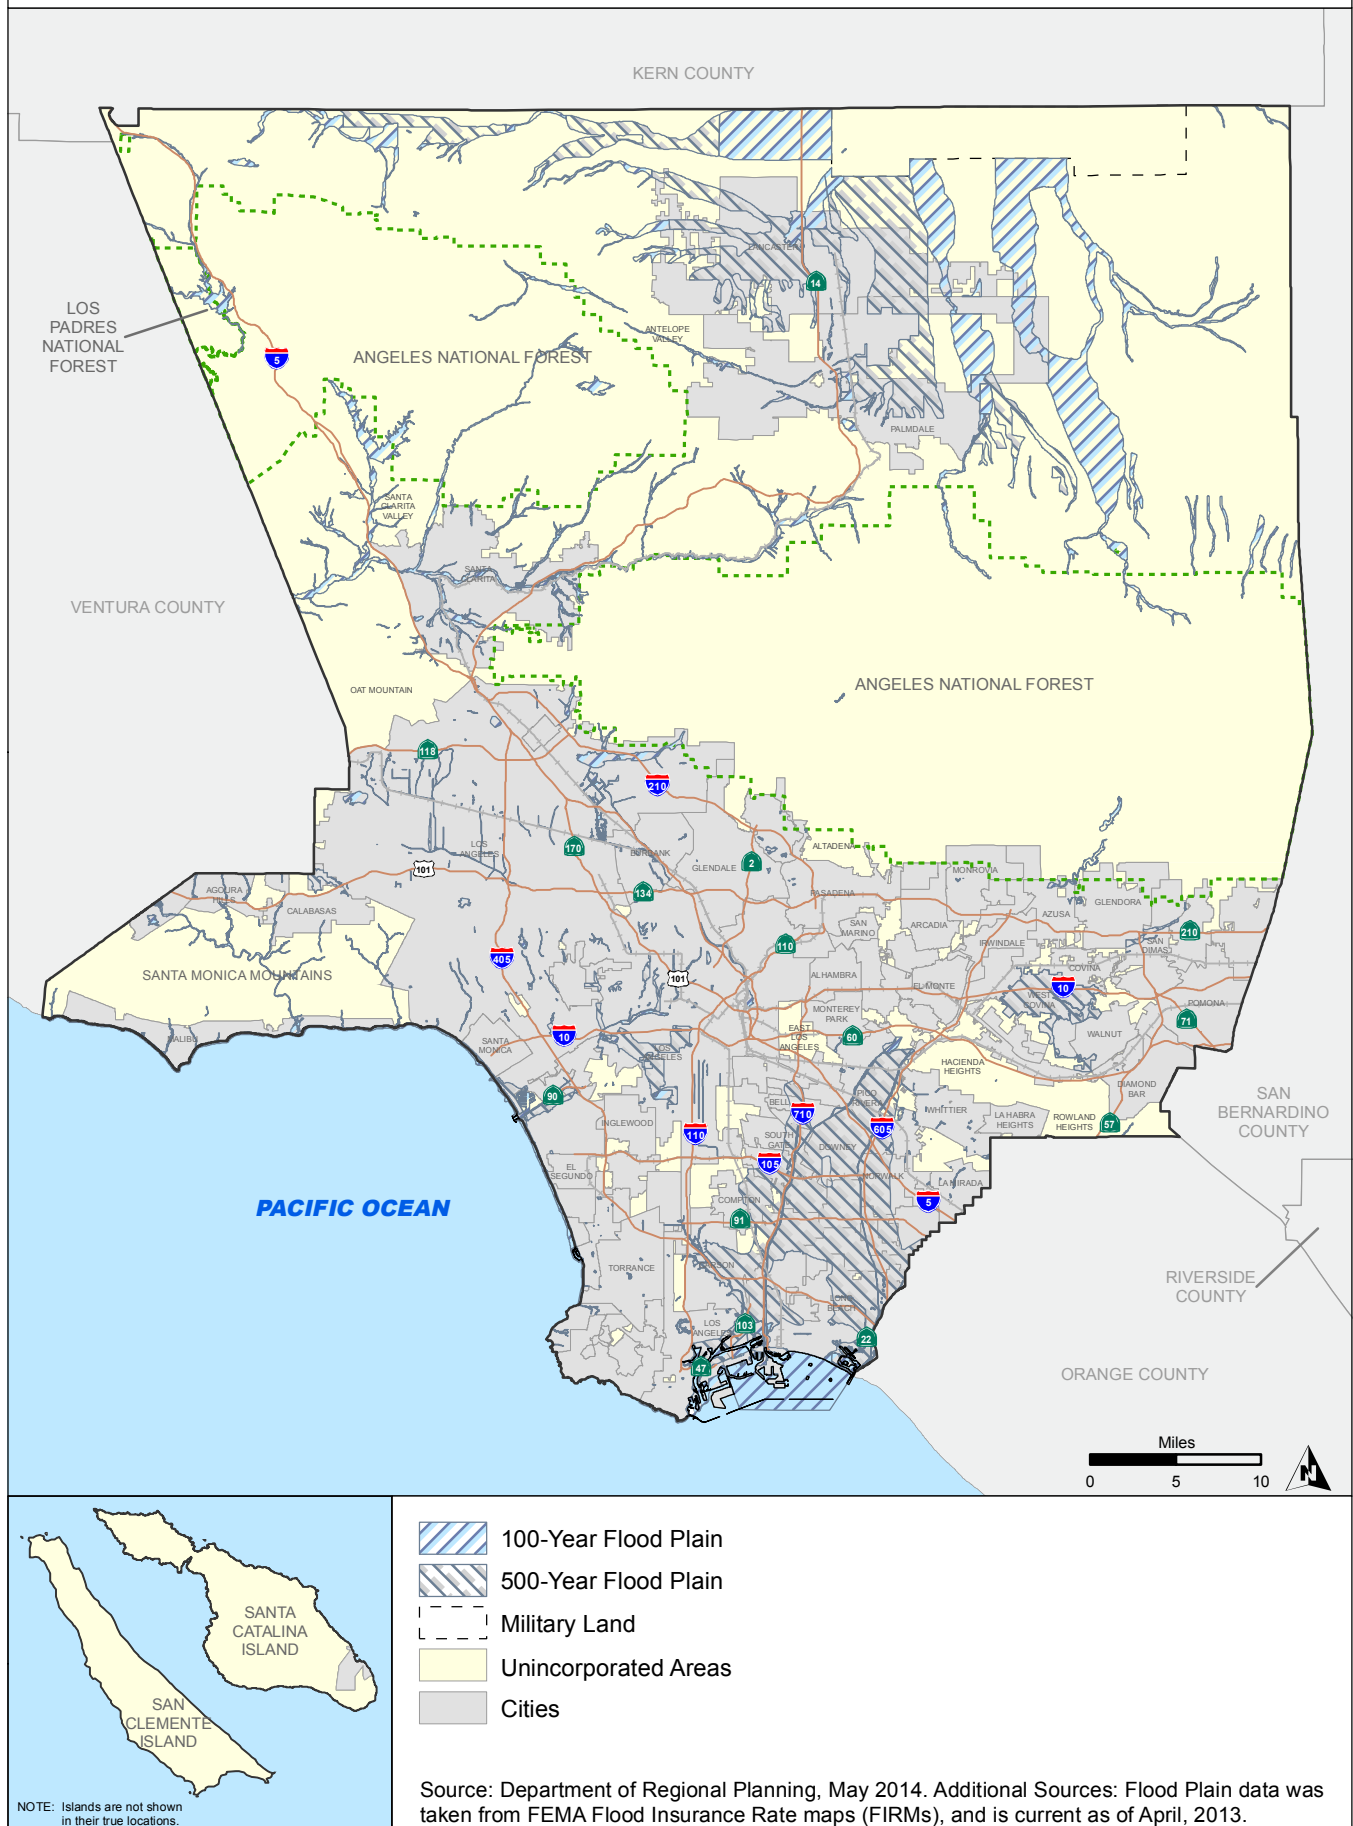 KERN COUNTY
LOS
PADRES
NATIONAL
FOREST
5
ANGELES NATIONAL FOREST
LANCASTER
14
ANTELOPE
VALLEY
PALMDALE
SANTA
CLARITA
VALLEY
SANTA
CLARITA
VENTURA COUNTY
OAT MOUNTAIN
ANGELES NATIONAL FOREST
118
210
LOS
ANGELES
170
BURBANK
GLENDALE
2
ALTADENA
101
134
PASADENA
MONROVIA
AZUSA
GLENDORA
AGOURA
HILLS
CALABASAS
SAN
MARINO
ARCADIA
IRWINDALE
SAN
DIMAS
210
110
405
SANTA MONICA MOUNTAINS
101
ALHAMBRA
EL MONTE
COVINA
10
WEST
COVINA
POMONA
MONTEREY
PARK
71
MALIBU
SANTA
MONICA
10
LOS
ANGELES
EAST
LOS
ANGELES
60
WALNUT
HACIENDA
HEIGHTS
DIAMOND
BAR
90
BELL
710
PICO
RIVERA
WHITTIER
LA HABRA
HEIGHTS
ROWLAND
HEIGHTS
57
SAN
BERNARDINO
COUNTY
INGLEWOOD
110
SOUTH
GATE
605
DOWNEY
105
EL
SEGUNDO
NORWALK
LA MIRADA
5
PACIFIC OCEAN
COMPTON
91
TORRANCE
CARSON
RIVERSIDE
COUNTY
LONG
BEACH
LOS
ANGELES
103
22
47
ORANGE COUNTY
Miles
0 5 10
N
SANTA
CATALINA
ISLAND
SAN
CLEMENTE
ISLAND
NOTE: Islands are not shown
in their true locations.
100-Year Flood Plain
500-Year Flood Plain
Military Land
Unincorporated Areas
Cities
Source: Department of Regional Planning, May 2014. Additional Sources: Flood Plain data was
taken from FEMA Flood Insurance Rate maps (FIRMs), and is current as of April, 2013.